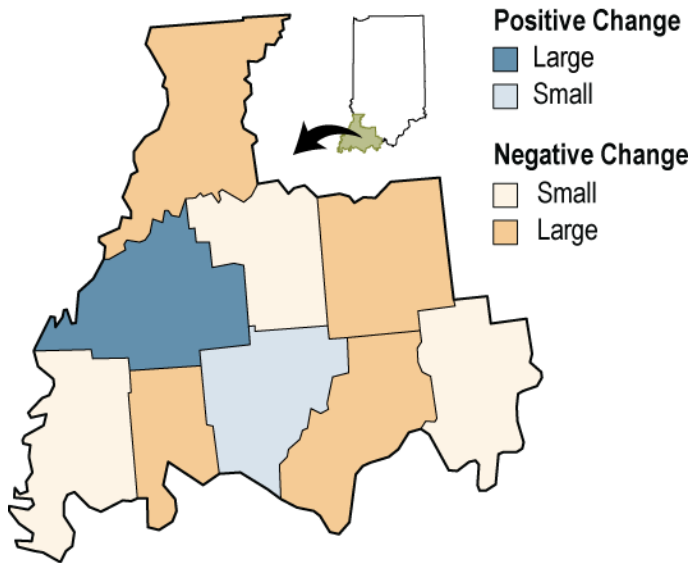 Positive Change
Large
Small
Negative Change
Small
Large